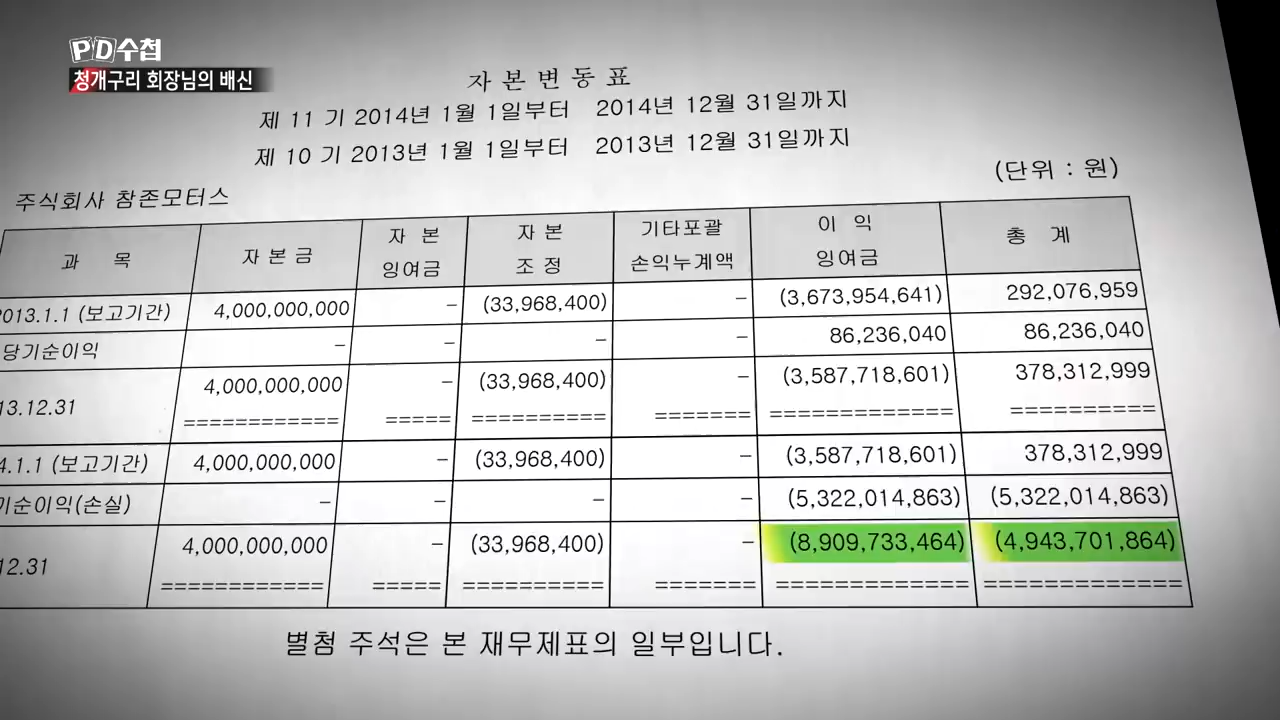 PD수첩
청개구리 회장님의 배신
자본변동표
제 11 기 2014년 1월 1일부터 2014년 12월 31일까지
제 10 기 2013년 1월 1일부터 2013년 12월 31일까지
(단위 : 원)
주식회사 참존모터스
과 목 자본금 자 본 잉여금 자 본 조 정 기타포괄 손익누계액 이 익 잉여금 총 계
2013.1.1 (보고기간) 4,000,000,000 – (33,968,400) – (3,673,954,641) 292,076,959
당기순이익 – – – – 86,236,040 86,236,040
13.12.31 4,000,000,000 – (33,968,400) – (3,587,718,601) 378,312,999
============ ===== ========== ======= ============= ==========
4.1.1 (보고기간) 4,000,000,000 – (33,968,400) – (3,587,718,601) 378,312,999
기순이익(손실) – – – – (5,322,014,863) (5,322,014,863)
12.31 4,000,000,000 – (33,968,400) – (8,909,733,464) (4,943,701,864)
============ ===== ========== ======= ============= =============
별첨 주석은 본 재무제표의 일부입니다.